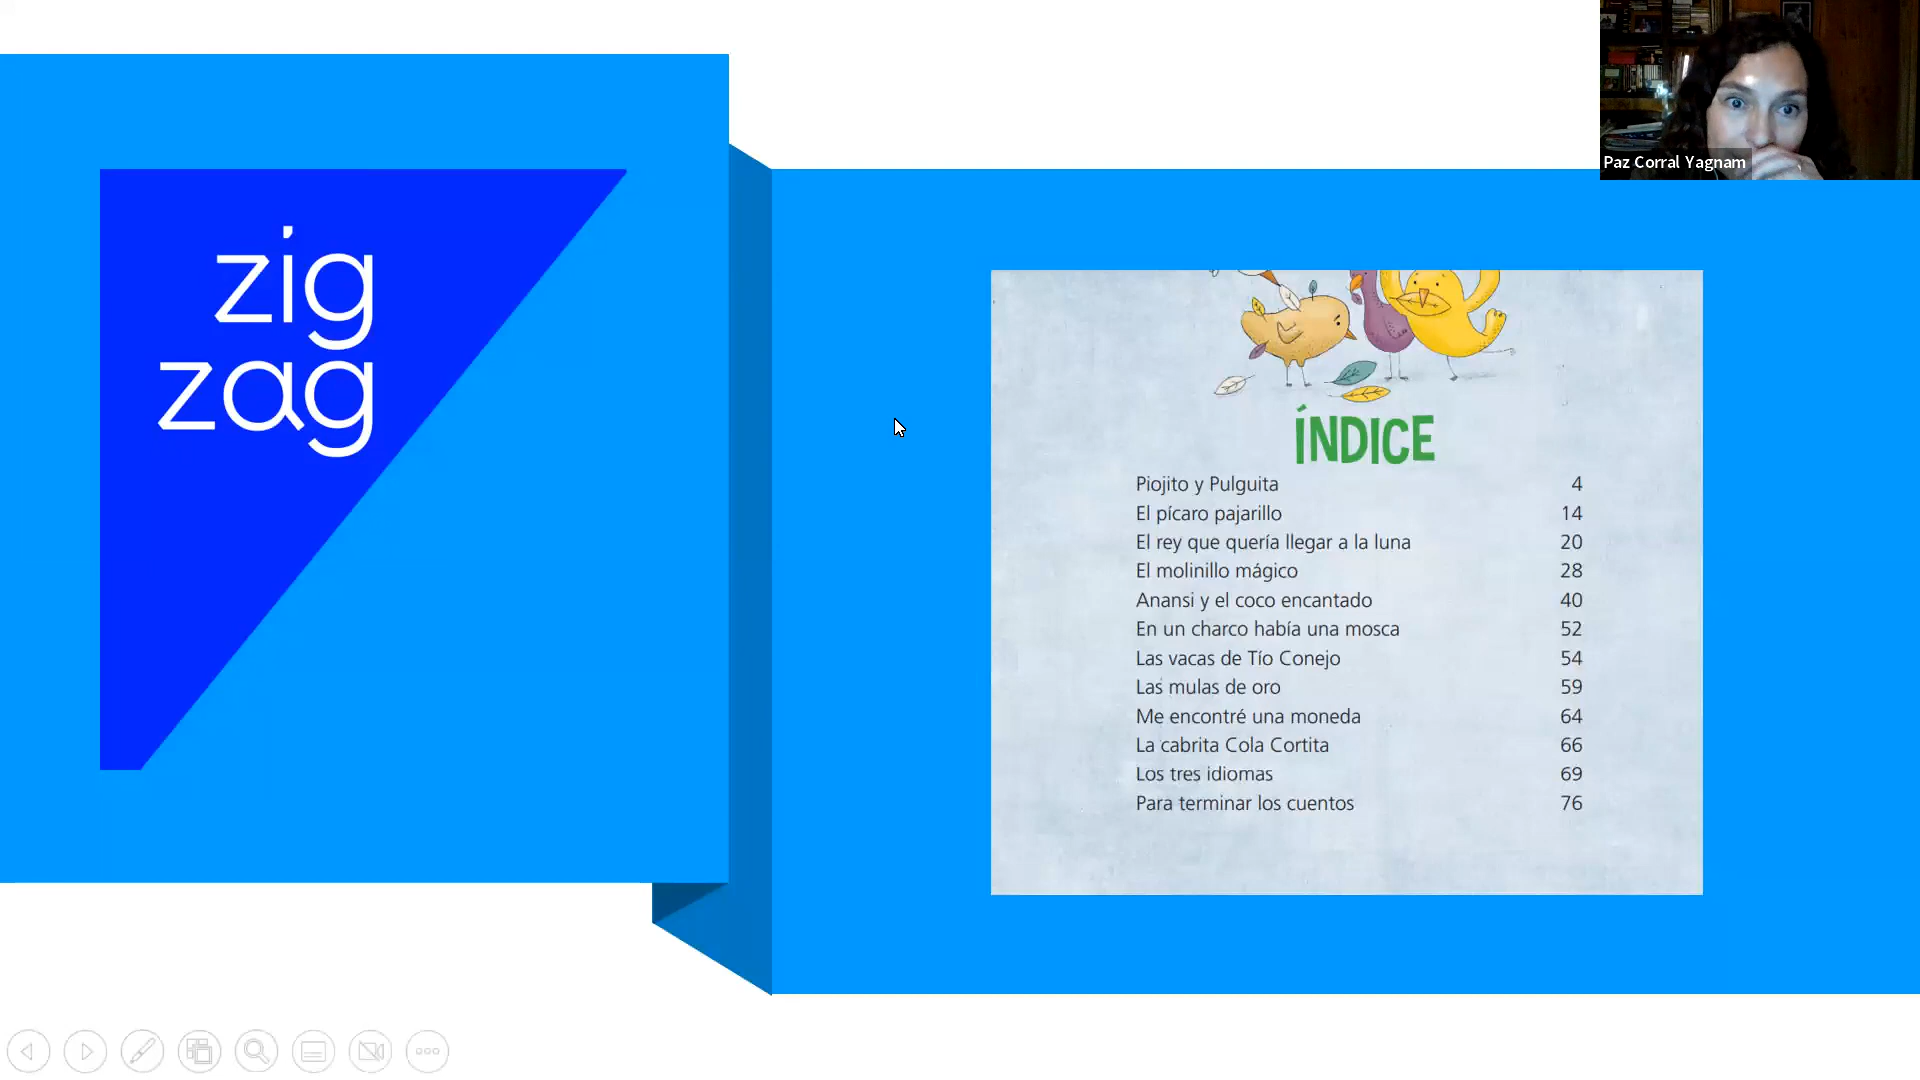 zig
zag
Paz Corral Yagnam
ÍNDICE
Piojito y Pulguita 4
El pícaro pajarillo 14
El rey que quería llegar a la luna 20
El molinillo mágico 28
Anansi y el coco encantado 40
En un charco había una mosca 52
Las vacas de Tío Conejo 54
Las mulas de oro 59
Me encontré una moneda 64
La cabrita Cola Cortita 66
Los tres idiomas 69
Para terminar los cuentos 76